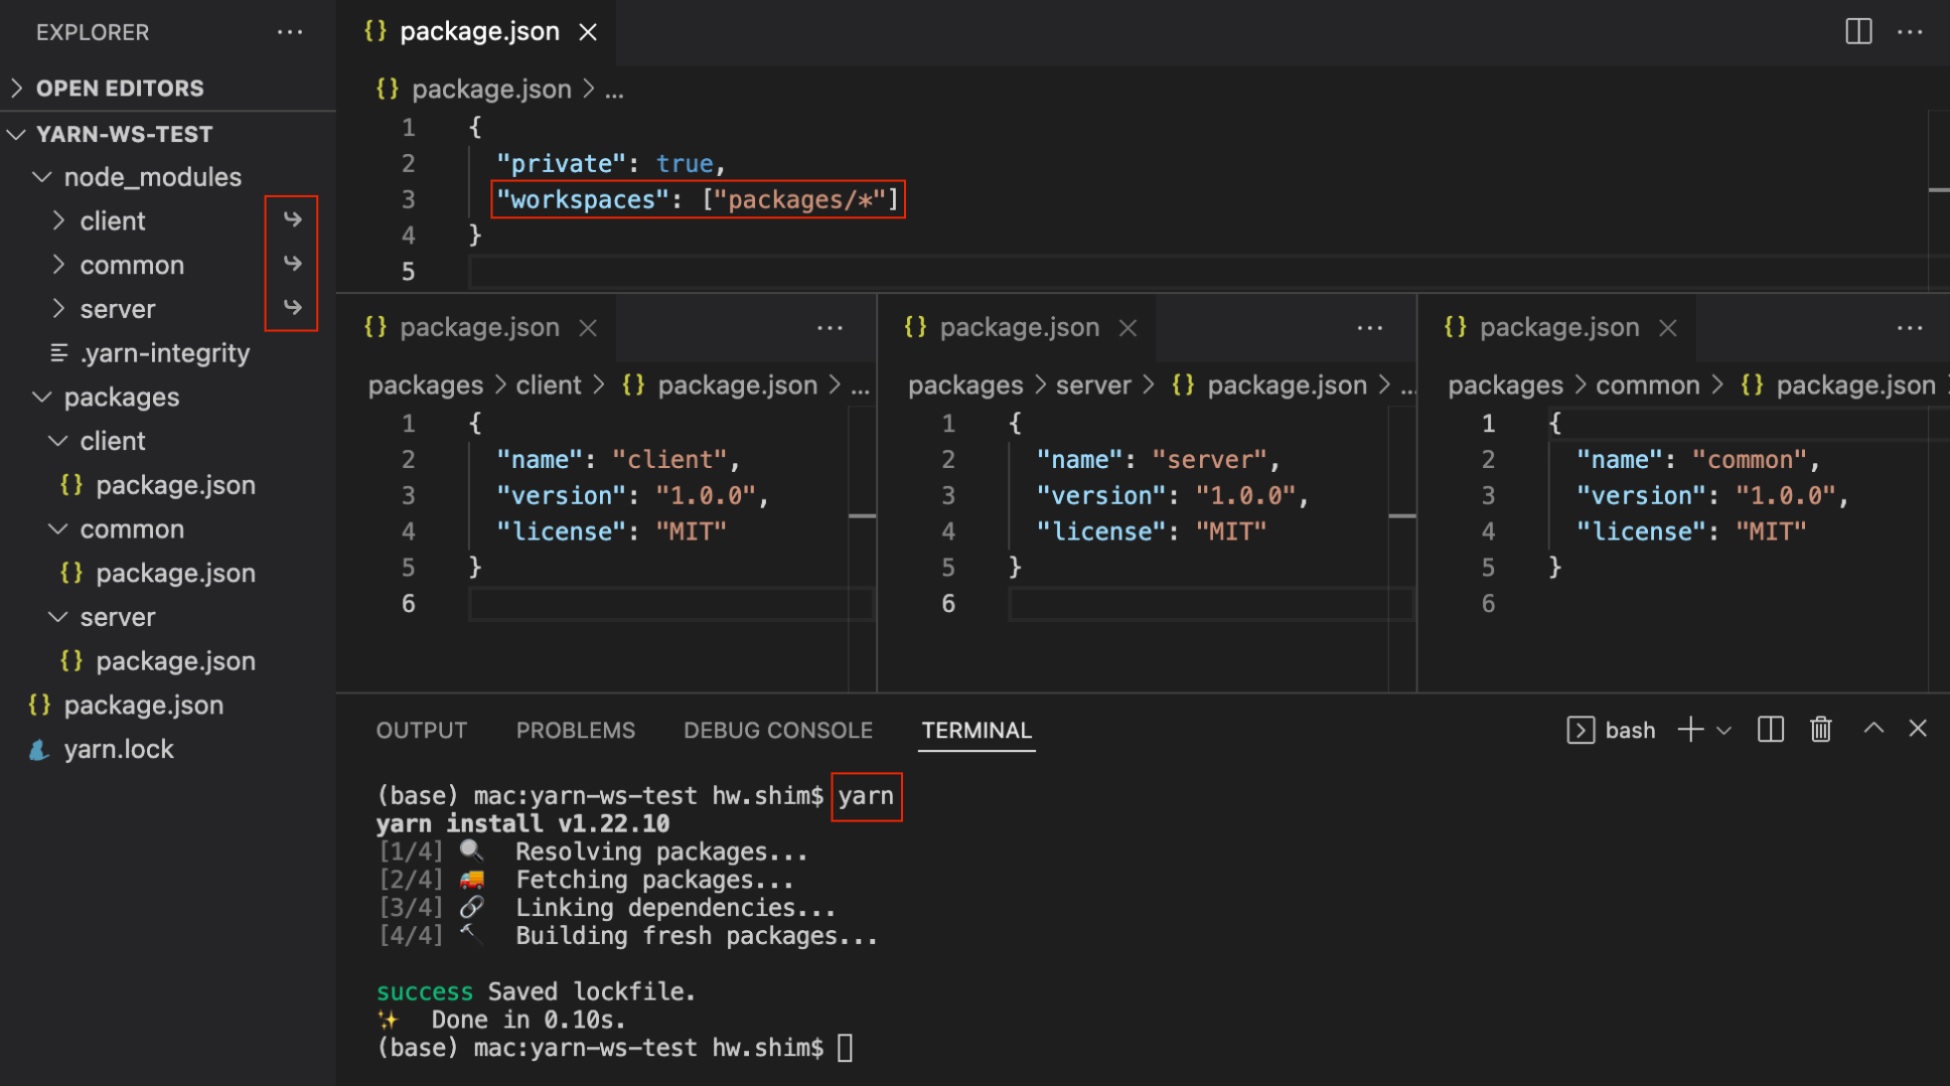 EXPLORER
OPEN EDITORS
YARN-WS-TEST
node_modules
client
common
server
.yarn-integrity
packages
client
package.json
common
package.json
server
package.json
package.json
yarn.lock
package.json
package.json > ...
1 {
2 "private": true,
3 "workspaces": ["packages/*"]
4 }
5
package.json
packages > client > {} package.json > ...
1 {
2 "name": "client",
3 "version": "1.0.0",
4 "license": "MIT"
5 }
6
package.json
packages > server > {} package.json > ...
1 {
2 "name": "server",
3 "version": "1.0.0",
4 "license": "MIT"
5 }
6
package.json
packages > common > {} package.json
1 {
2 "name": "common",
3 "version": "1.0.0",
4 "license": "MIT"
5 }
6
OUTPUT PROBLEMS DEBUG CONSOLE TERMINAL bash
(base) mac:yarn-ws-test hw.shim$ yarn
yarn install v1.22.10
[1/4] 🔍 Resolving packages...
[2/4] 🚚 Fetching packages...
[3/4] 🔗 Linking dependencies...
[4/4] 🔨 Building fresh packages...
success Saved lockfile.
✨ Done in 0.10s.
(base) mac:yarn-ws-test hw.shim$